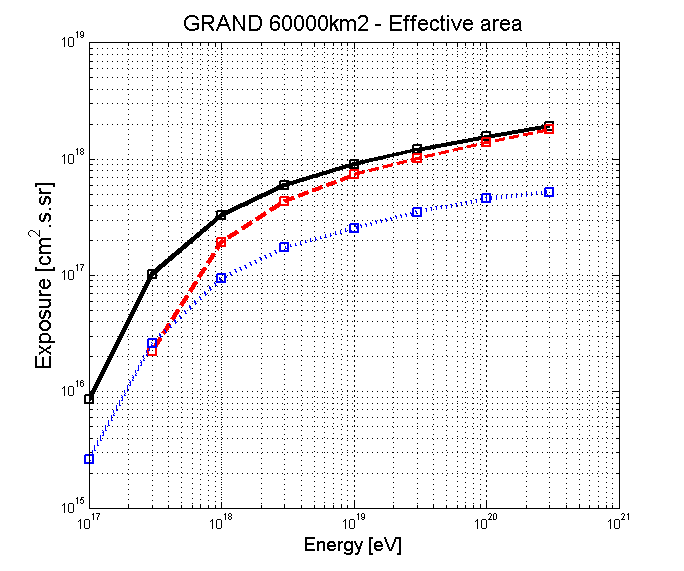 GRAND 60000km2 - Effective area
10^19
10^18
10^17
10^16
10^15
Exposure [cm^2.s.sr]
10^17 10^18 10^19 10^20 10^21
Energy [eV]